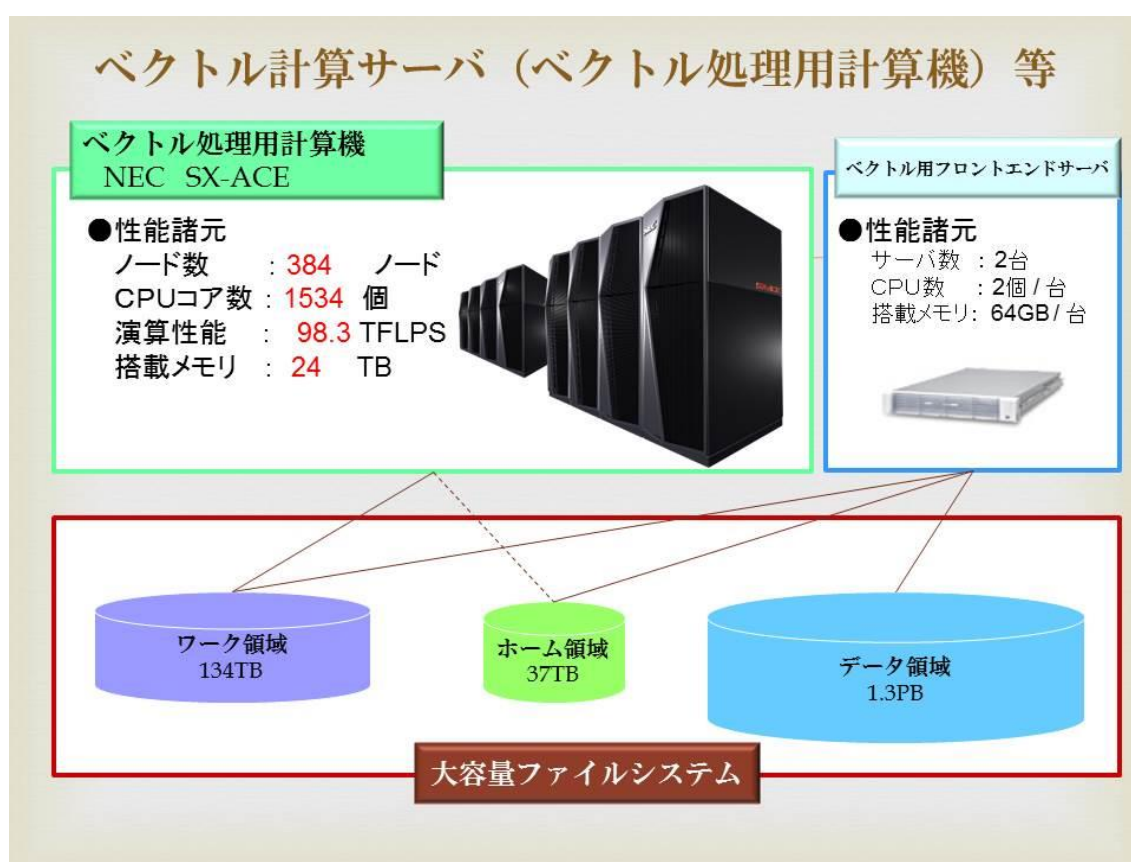 ベクトル計算サーバ（ベクトル処理用計算機）等
ベクトル処理用計算機
NEC SX-ACE
●性能諸元
ノード数 : 384 ノード
CPUコア数 : 1534 個
演算性能 : 98.3 TFLPS
搭載メモリ : 24 TB
ベクトル用フロントエンドサーバ
●性能諸元
サーバ数 : 2台
CPU数 : 2個 / 台
搭載メモリ: 64GB / 台
ワーク領域
134TB
ホーム領域
37TB
データ領域
1.3PB
大容量ファイルシステム